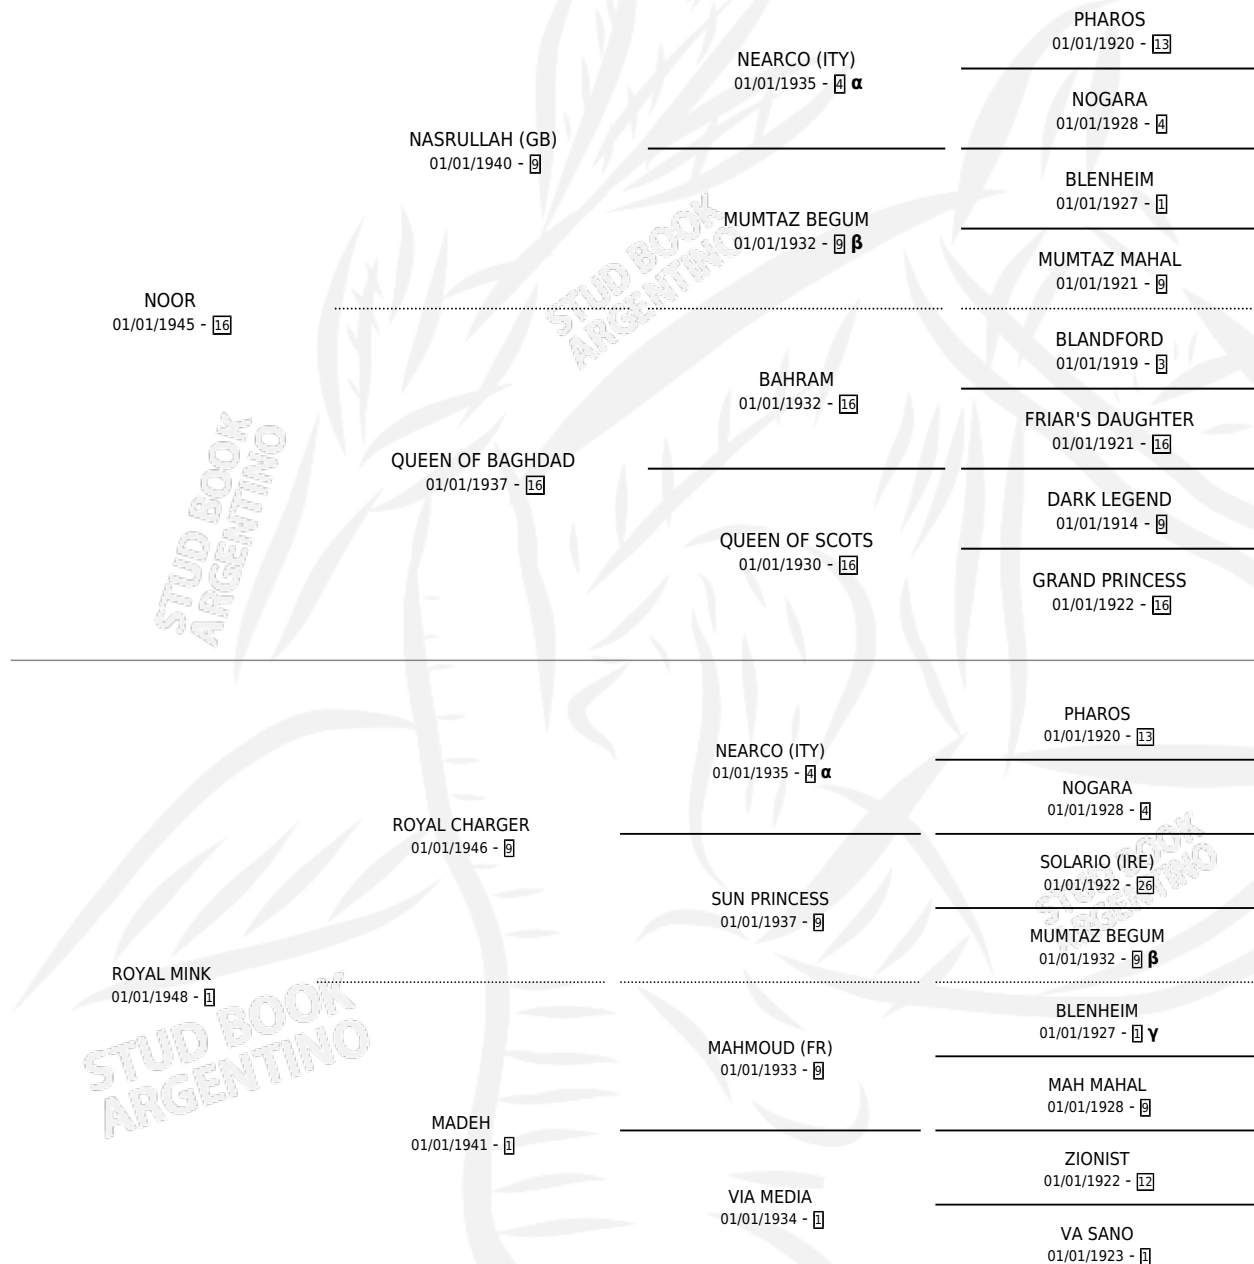 PHAROS
01/01/1920 - 13
NEARCO (ITY)
01/01/1935 - 4 α
NOGARA
01/01/1928 - 4
NASRULLAH (GB)
01/01/1940 - 9
BLENHEIM
01/01/1927 - 1
MUMTAZ BEGUM
01/01/1932 - 9 β
MUMTAZ MAHAL
01/01/1921 - 9
STUD BOOK
ARGENTINO
NOOR
01/01/1945 - 16
BLANDFORD
01/01/1919 - 3
BAHRAM
01/01/1932 - 16
FRIAR'S DAUGHTER
01/01/1921 - 16
QUEEN OF BAGHDAD
01/01/1937 - 16
DARK LEGEND
01/01/1914 - 9
QUEEN OF SCOTS
01/01/1930 - 16
GRAND PRINCESS
01/01/1922 - 16
STUD BOOK
ARGENTINO
PHAROS
01/01/1920 - 13
NEARCO (ITY)
01/01/1935 - 4 α
NOGARA
01/01/1928 - 4
ROYAL CHARGER
01/01/1946 - 9
SOLARIO (IRE)
01/01/1922 - 26
STUD BOOK
ARGENTINO
SUN PRINCESS
01/01/1937 - 9
MUMTAZ BEGUM
01/01/1932 - 9 β
ROYAL MINK
01/01/1948 - 1
STUD BOOK
ARGENTINO
BLENHEIM
01/01/1927 - 1 γ
MAHMOUD (FR)
01/01/1933 - 9
MAH MAHAL
01/01/1928 - 9
MADEH
01/01/1941 - 1
ZIONIST
01/01/1922 - 12
VIA MEDIA
01/01/1934 - 1
VA SANO
01/01/1923 - 1